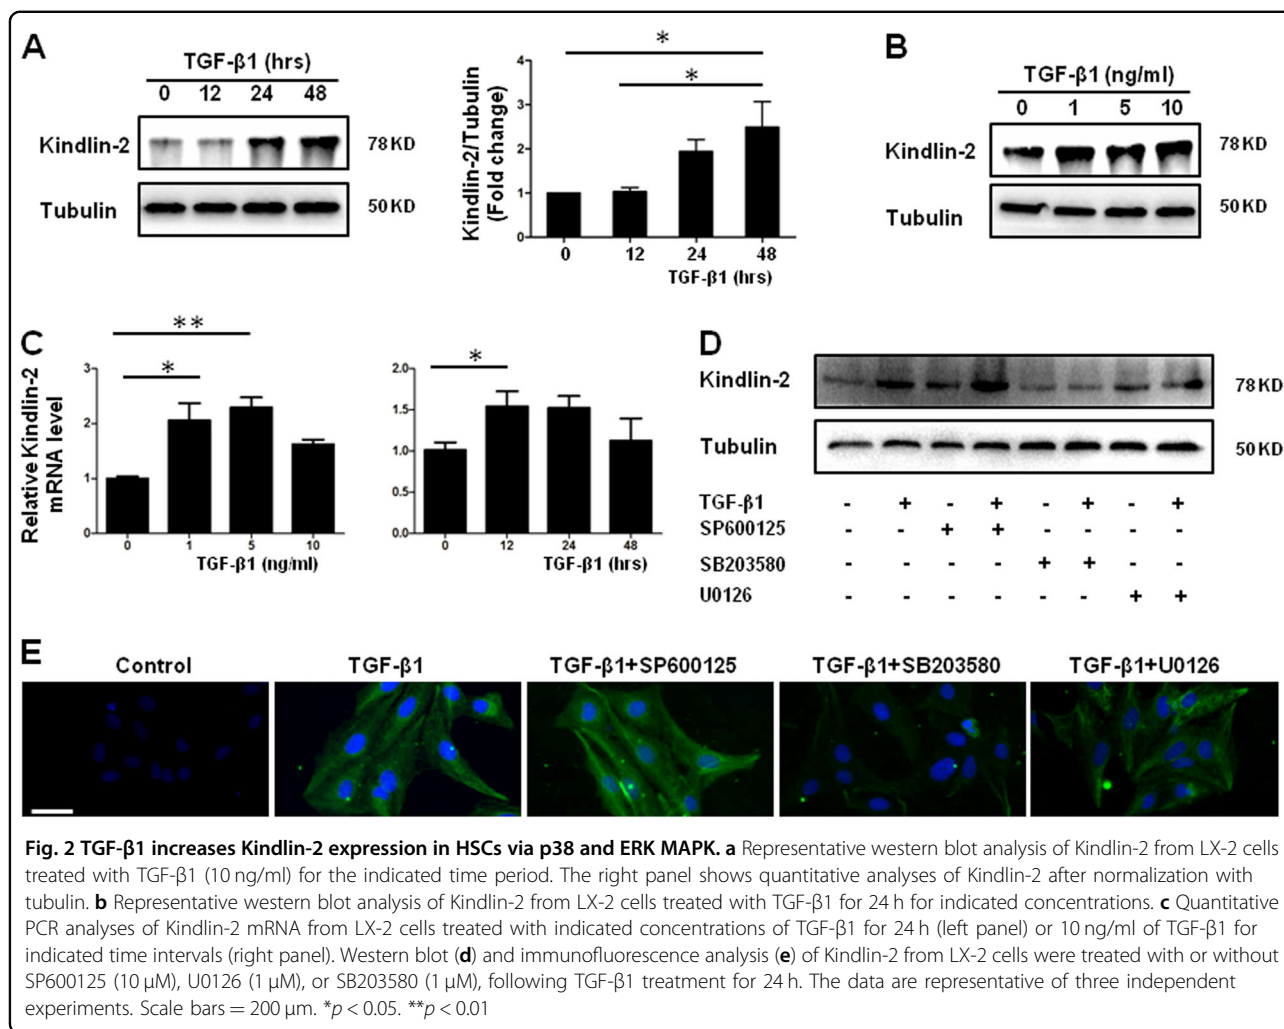 A
TGF-β1 (hrs)
0 12 24 48
Kindlin-2
78 KD
Tubulin
50 KD
Kindlin-2/Tubulin
(Fold change)
4
3
2
1
0
*
*
0 12 24 48
TGF-β1 (hrs)
B
TGF-β1 (ng/ml)
0 1 5 10
Kindlin-2
78 KD
Tubulin
50 KD
C
Relative Kindlin-2
mRNA level
3
2
1
0
**
*
0 1 5 10
TGF-β1 (ng/ml)
2.0
1.5
1.0
0.5
0.0
*
0 12 24 48
TGF-β1 (hrs)
D
Kindlin-2
78 KD
Tubulin
50 KD
TGF-β1 - + - + - + - +
SP600125 - - + + - - - -
SB203580 - - - - + + - -
U0126 - - - - - - + +
E
Control TGF-β1 TGF-β1+SP600125 TGF-β1+SB203580 TGF-β1+U0126
Fig. 2 TGF-β1 increases Kindlin-2 expression in HSCs via p38 and ERK MAPK. a Representative western blot analysis of Kindlin-2 from LX-2 cells
treated with TGF-β1 (10 ng/ml) for the indicated time period. The right panel shows quantitative analyses of Kindlin-2 after normalization with
tubulin. b Representative western blot analysis of Kindlin-2 from LX-2 cells treated with TGF-β1 for 24 h for indicated concentrations. c Quantitative
PCR analyses of Kindlin-2 mRNA from LX-2 cells treated with indicated concentrations of TGF-β1 for 24 h (left panel) or 10 ng/ml of TGF-β1 for
indicated time intervals (right panel). Western blot (d) and immunofluorescence analysis (e) of Kindlin-2 from LX-2 cells were treated with or without
SP600125 (10 μM), U0126 (1 μM), or SB203580 (1 μM), following TGF-β1 treatment for 24 h. The data are representative of three independent
experiments. Scale bars = 200 μm. *p < 0.05. **p < 0.01